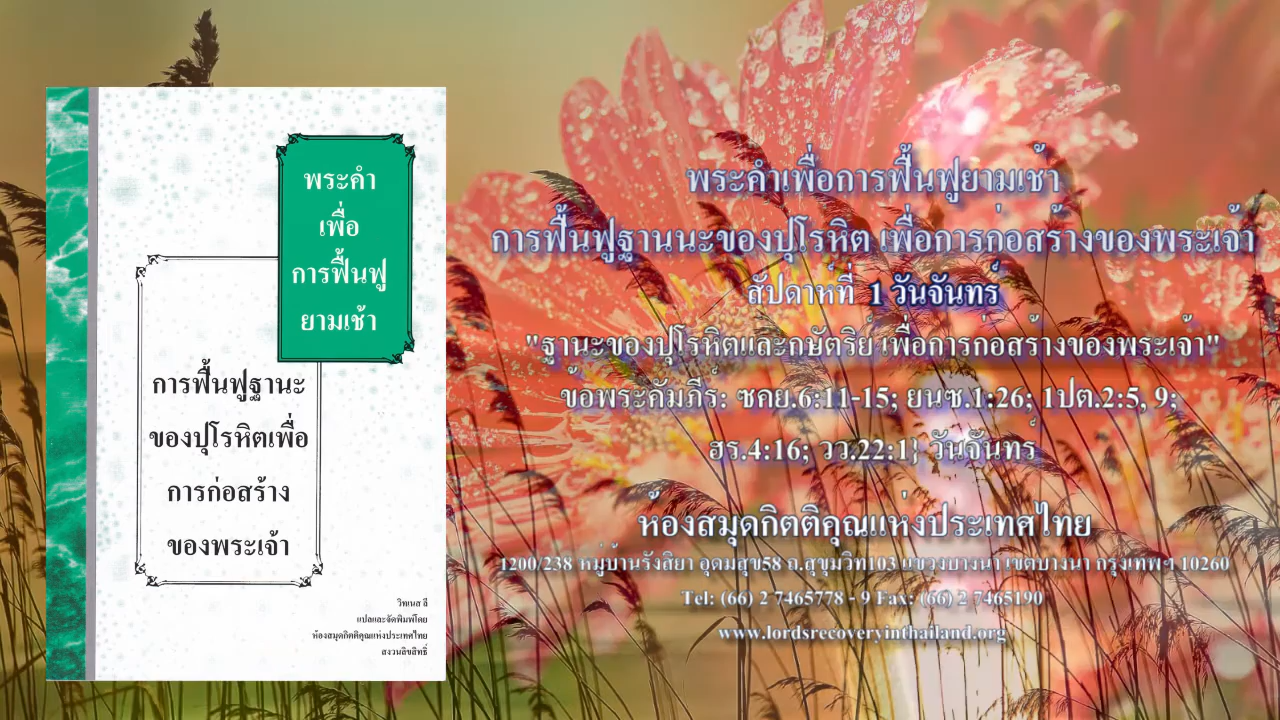 พระคำ
เพื่อ
การฟื้นฟู
ยามเช้า
การฟื้นฟูฐานะ
ของปุโรหิตเพื่อ
การก่อสร้าง
ของพระเจ้า
วิทเนส ลี
แปลและจัดพิมพ์โดย
ห้องสมุดกิตติคุณแห่งประเทศไทย
สงวนลิขสิทธิ์
พระคำเพื่อการฟื้นฟูยามเช้า
การฟื้นฟูฐานนะของปุโรหิต เพื่อการก่อสร้างของพระเจ้า
สัปดาห์ที่ 1 วันจันทร์
"ฐานะของปุโรหิตและกษัตริย์ เพื่อการก่อสร้างของพระเจ้า"
ข้อพระคัมภีร์: ซคย.6:11-15; ยนซ.1:26; 1ปต.2:5, 9;
ฮร.4:16; วว.22:1} วันจันทร์
ห้องสมุดกิตติคุณแห่งประเทศไทย
1200/238 หมู่บ้านรังสิยา อุดมสุข58 ถ.สุขุมวิท103 แขวงบางนา เขตบางนา กรุงเทพฯ 10260
Tel: (66) 2 7465778 - 9 Fax: (66) 2 7465190
www.lordsrecoveryinthailand.org